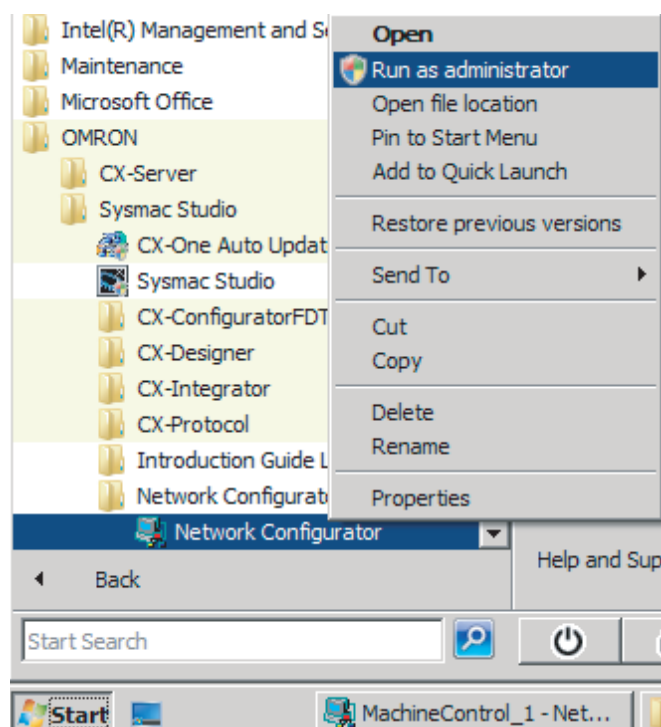 Intel(R) Management and S
Maintenance
Microsoft Office
OMRON
CX-Server
Sysmac Studio
CX-One Auto Updat
Sysmac Studio
CX-ConfiguratorFDT
CX-Designer
CX-Integrator
CX-Protocol
Introduction Guide L
Network Configurat
Network Configurator
Back
Start Search
Open
Run as administrator
Open file location
Pin to Start Menu
Add to Quick Launch
Restore previous versions
Send To
Cut
Copy
Delete
Rename
Properties
Help and Sup
Start
MachineControl_1 - Net...